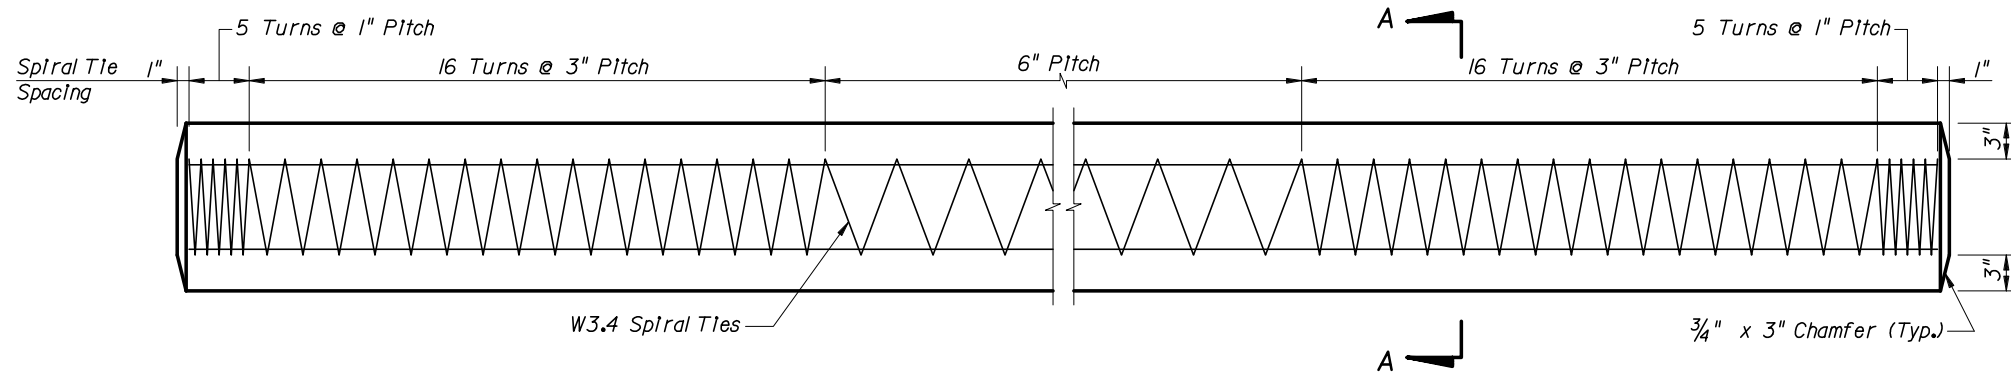 A
5 Turns @ 1" Pitch
5 Turns @ 1" Pitch
Spiral Tie
Spacing
1"
16 Turns @ 3" Pitch
6" Pitch
16 Turns @ 3" Pitch
1"
3"
3"
W3.4 Spiral Ties
¾" x 3" Chamfer (Typ.)
A